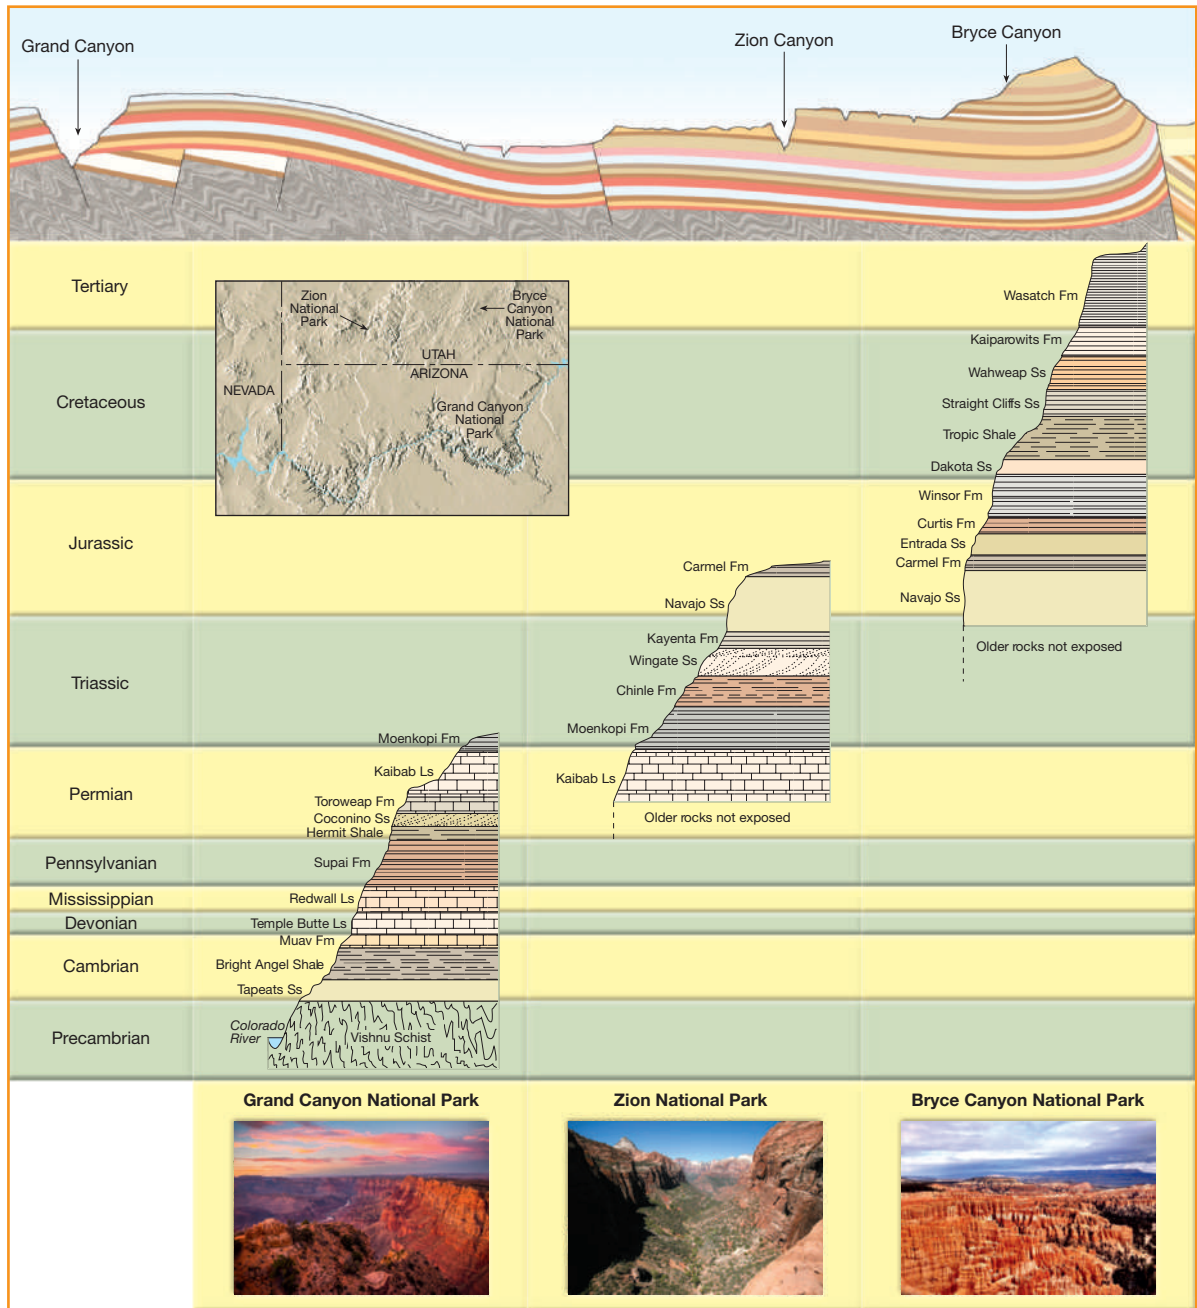 Grand Canyon
Zion Canyon
Bryce Canyon
Tertiary
Cretaceous
Jurassic
Triassic
Permian
Pennsylvanian
Mississippian
Devonian
Cambrian
Precambrian
Zion
National
Park
Bryce
Canyon
National
Park
UTAH
ARIZONA
NEVADA
Grand Canyon
National
Park
Moenkopi Fm
Kaibab Ls
Toroweap Fm
Coconino Ss
Hermit Shale
Supai Fm
Redwall Ls
Temple Butte Ls
Muav Fm
Bright Angel Shale
Tapeats Ss
Colorado
River
Vishnu Schist
Carmel Fm
Navajo Ss
Kayenta Fm
Wingate Ss
Chinle Fm
Moenkopi Fm
Kaibab Ls
Older rocks not exposed
Wasatch Fm
Kaiparowits Fm
Wahweap Ss
Straight Cliffs Ss
Tropic Shale
Dakota Ss
Winsor Fm
Curtis Fm
Entrada Ss
Carmel Fm
Navajo Ss
Older rocks not exposed
Grand Canyon National Park
Zion National Park
Bryce Canyon National Park